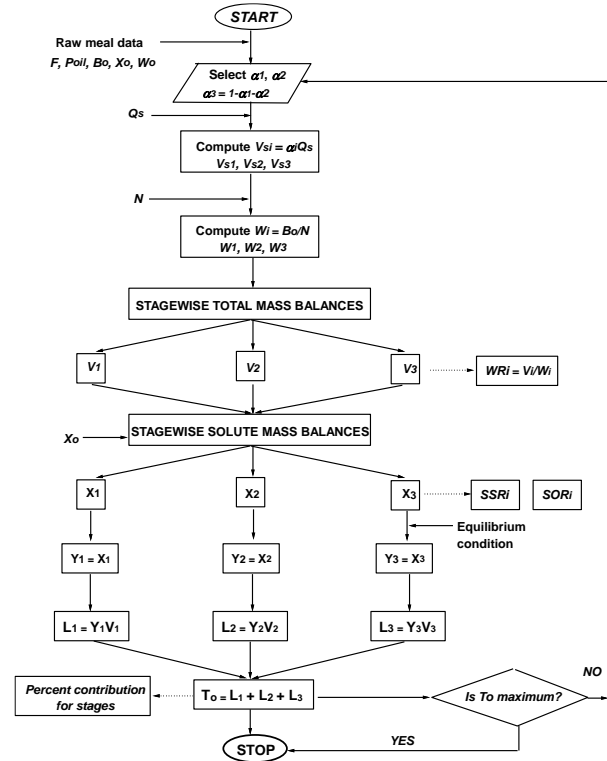 START
Raw meal data
F, Poil, Bo, Xo, Wo
Select α1, α2
α3 = 1-α1-α2
Qs
Compute Vsi = αiQs
Vs1, Vs2, Vs3
N
Compute Wi = Bo/N
W1, W2, W3
STAGEWISE TOTAL MASS BALANCES
V1 V2 V3 WRi = Vi/Wi
Xo
STAGEWISE SOLUTE MASS BALANCES
X1 X2 X3 SSRi SORi
Equilibrium
condition
Y1 = X1 Y2 = X2 Y3 = X3
L1 = Y1V1 L2 = Y2V2 L3 = Y3V3
Percent contribution
for stages
To = L1 + L2 + L3
Is To maximum?
NO
YES
STOP